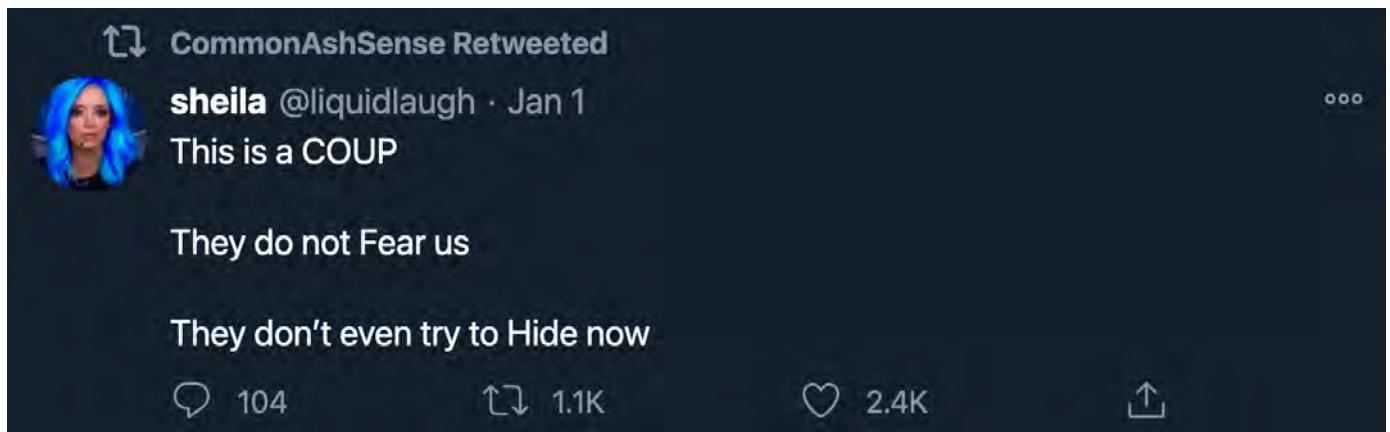 CommonAshSense Retweeted
sheila @liquidlaugh · Jan 1
This is a COUP
They do not Fear us
They don’t even try to Hide now
104 1.1K 2.4K